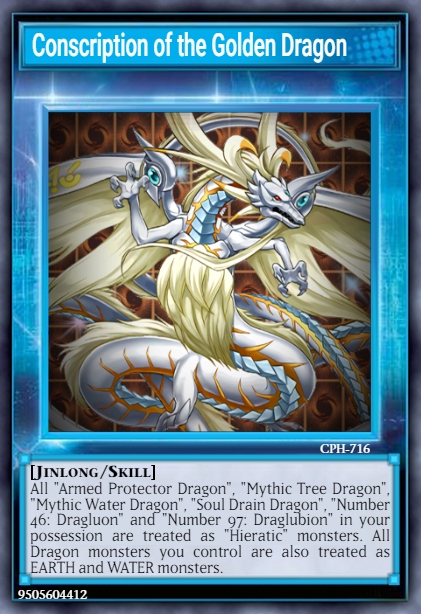 Conscription of the Golden Dragon
46
CPH-716
[Jinlong/Skill]
All "Armed Protector Dragon", "Mythic Tree Dragon",
"Mythic Water Dragon", "Soul Drain Dragon", "Number
46: Dragluon" and "Number 97: Draglubion" in your
possession are treated as "Hieratic" monsters. All
Dragon monsters you control are also treated as
EARTH and WATER monsters.
9505604412